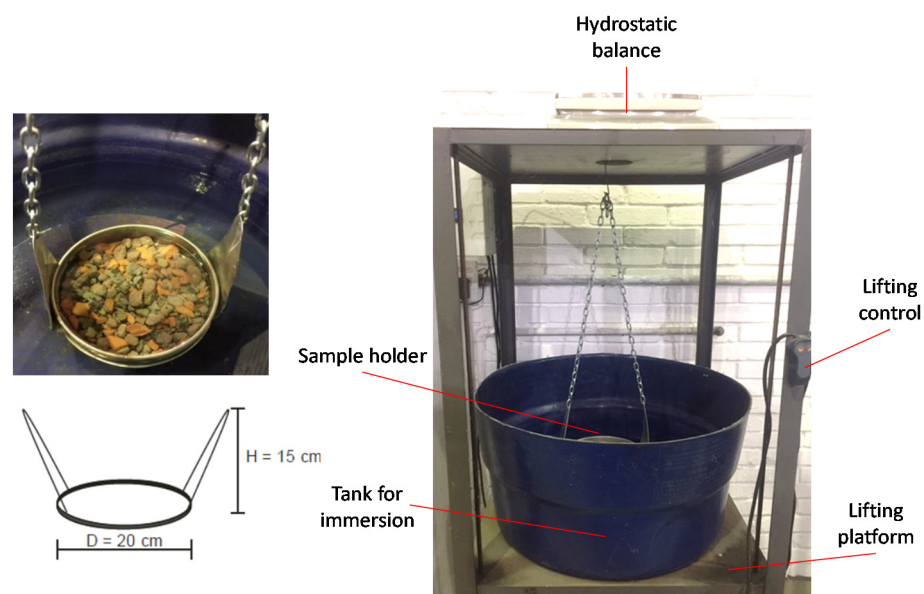 Hydrostatic
balance
Lifting
control
Sample holder
H = 15 cm
Tank for
immersion
Lifting
platform
D = 20 cm